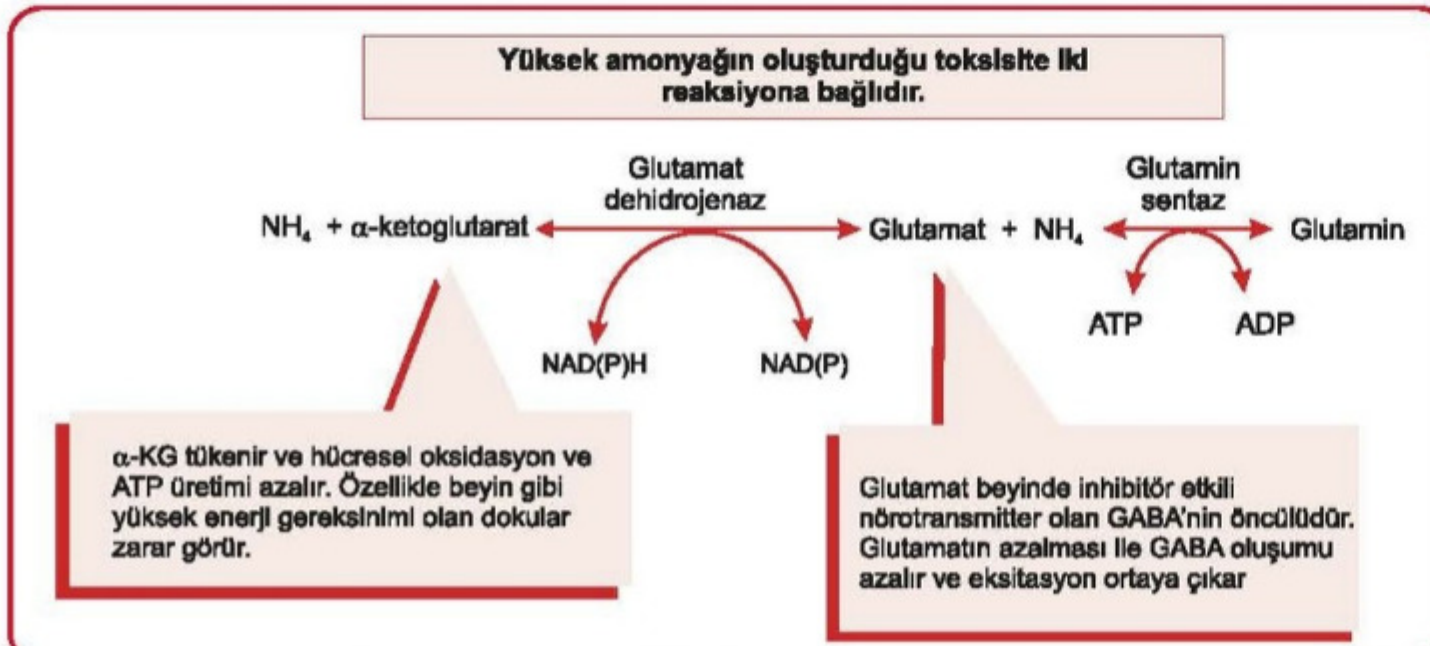 Yüksek amonyağın oluşturduğu toksisite iki
reaksiyona bağlıdır.
Glutamat
dehidrojenaz
Glutamin
sentaz
NH₄ + α-ketoglutarat
Glutamat + NH₄
Glutamin
NAD(P)H
NAD(P)
ATP
ADP
α-KG tükenir ve hücresel oksidasyon ve
ATP üretimi azalır. Özellikle beyin gibi
yüksek enerji gereksinimi olan dokular
zarar görür.
Glutamat beyinde inhibitör etkili
nörotransmitter olan GABA'nin öncülüdür.
Glutamatın azalması ile GABA oluşumu
azalır ve eksitasyon ortaya çıkar